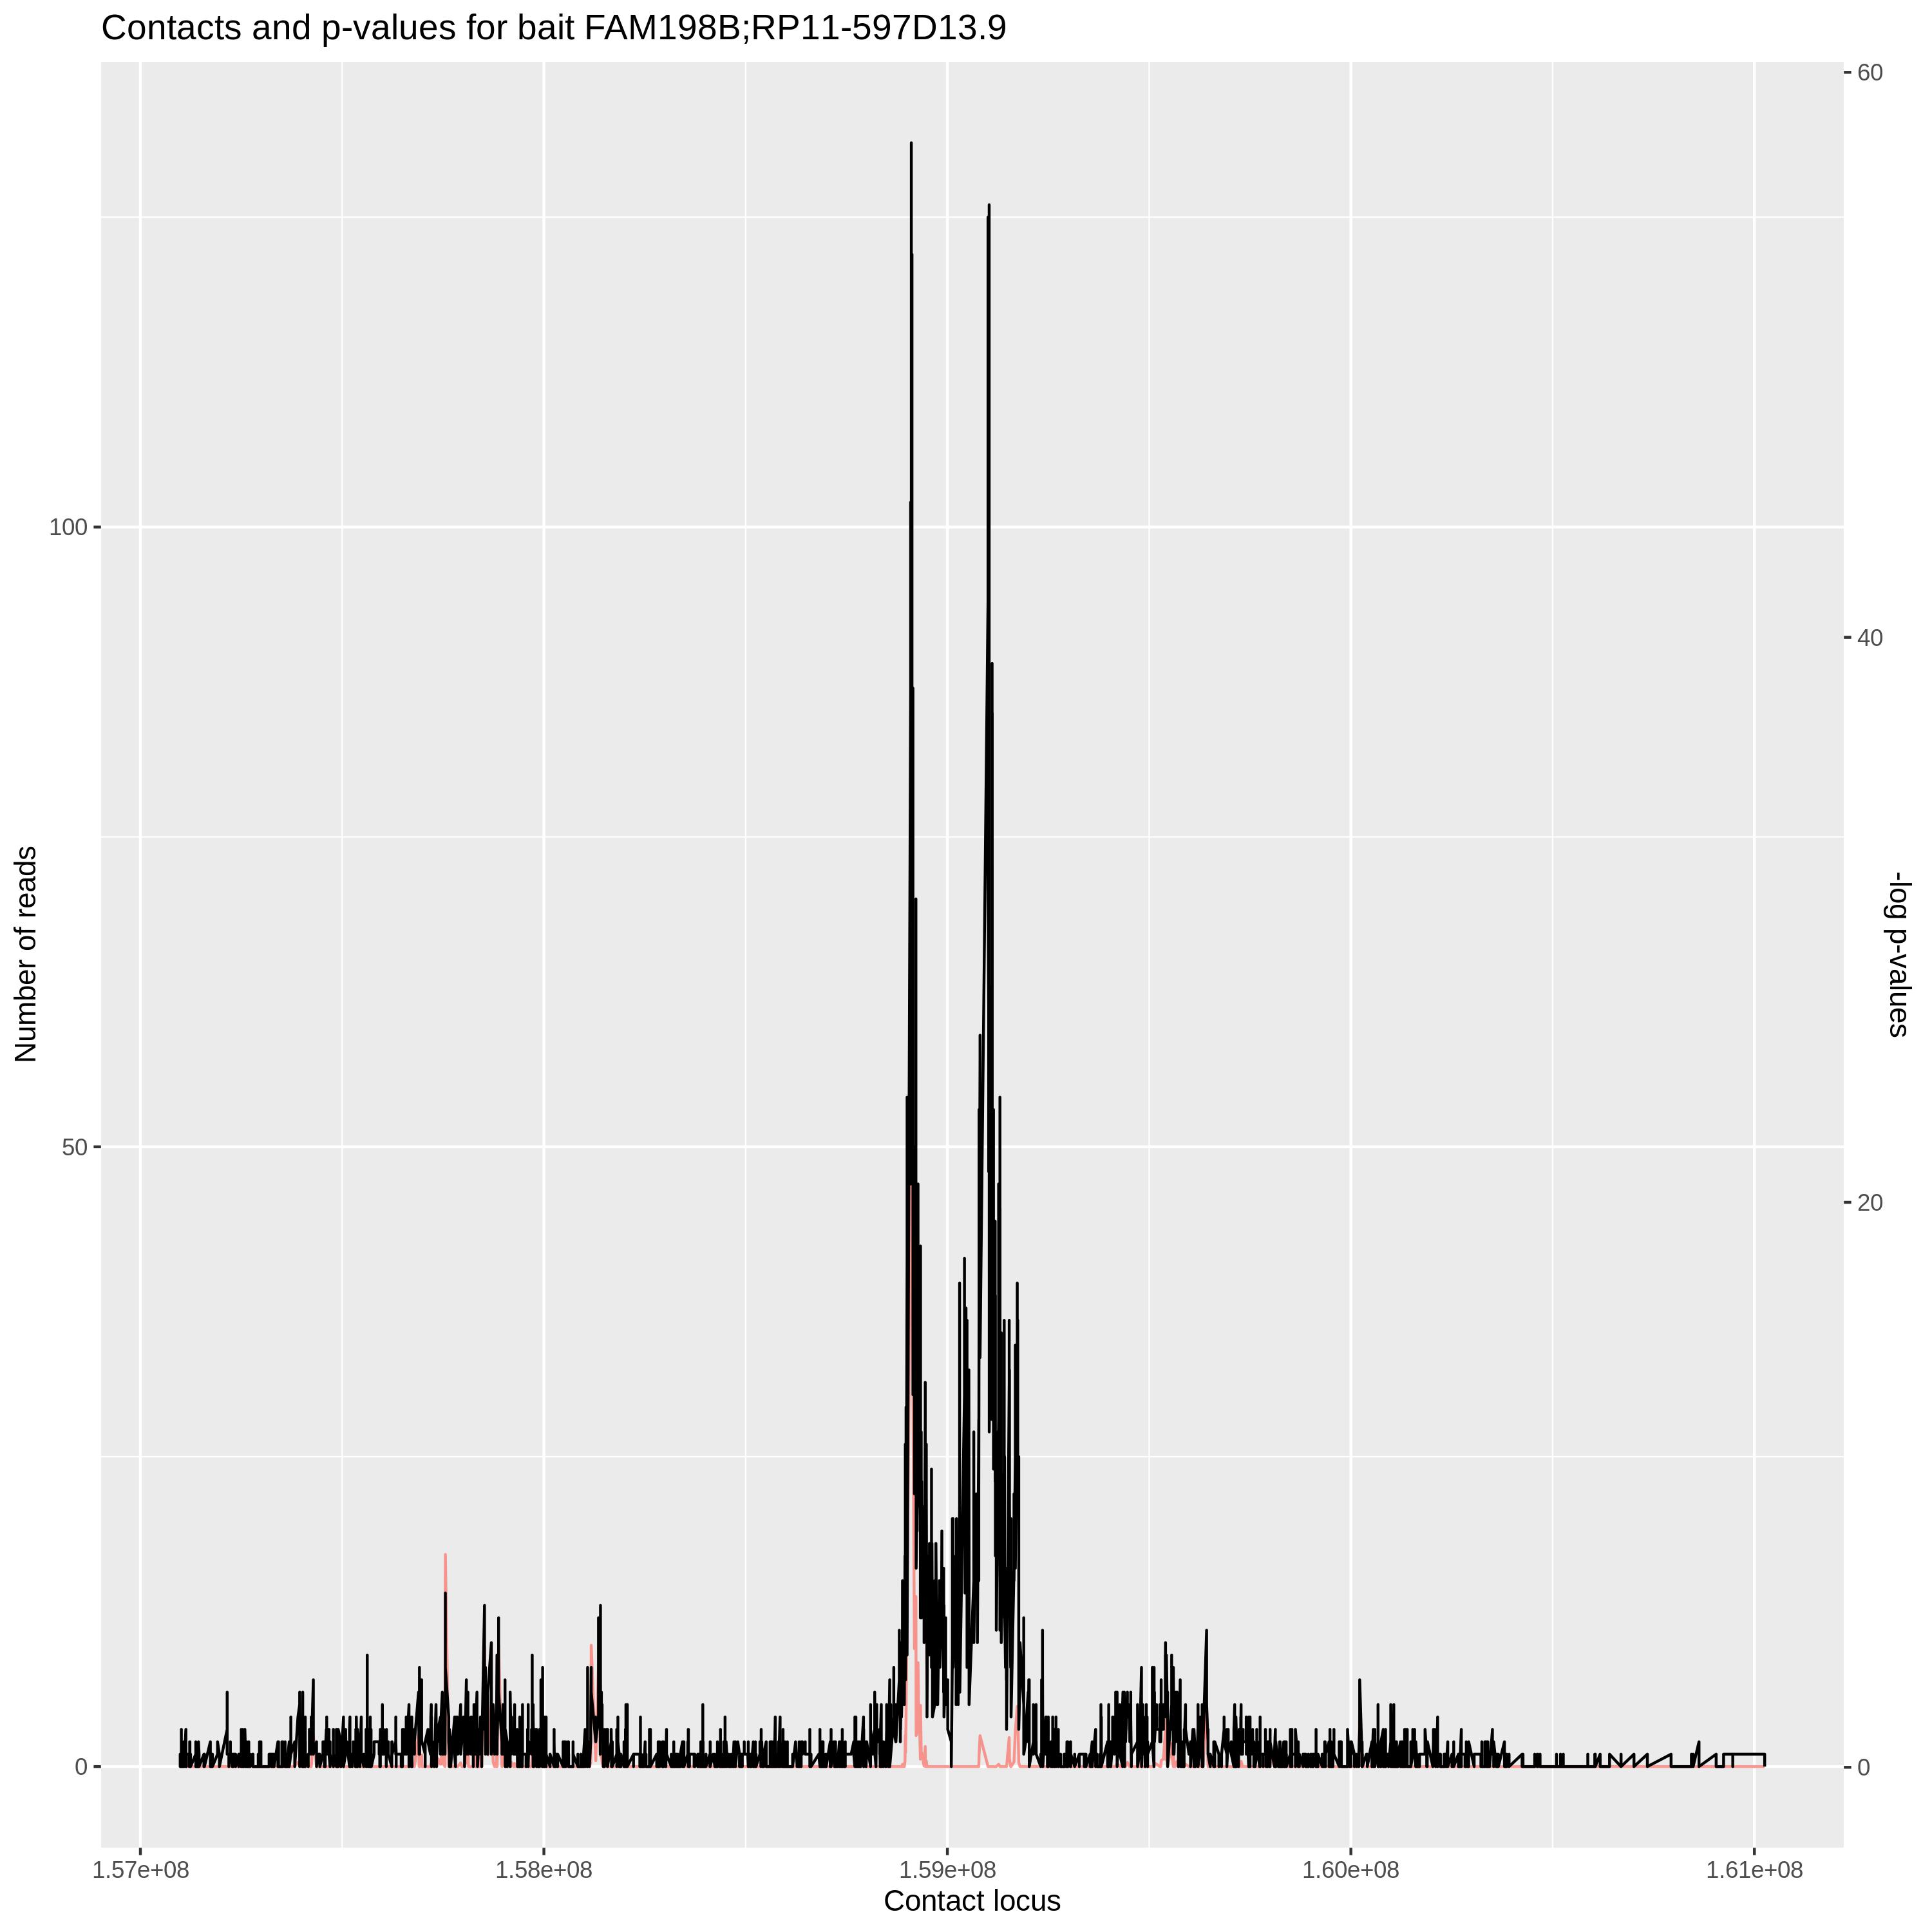 Contacts and p-values for bait FAM198B;RP11-597D13.9
60
100
40
Number of reads
-log p-values
50
20
0
0
1.57e+08
1.58e+08
1.59e+08
1.60e+08
1.61e+08
Contact locus